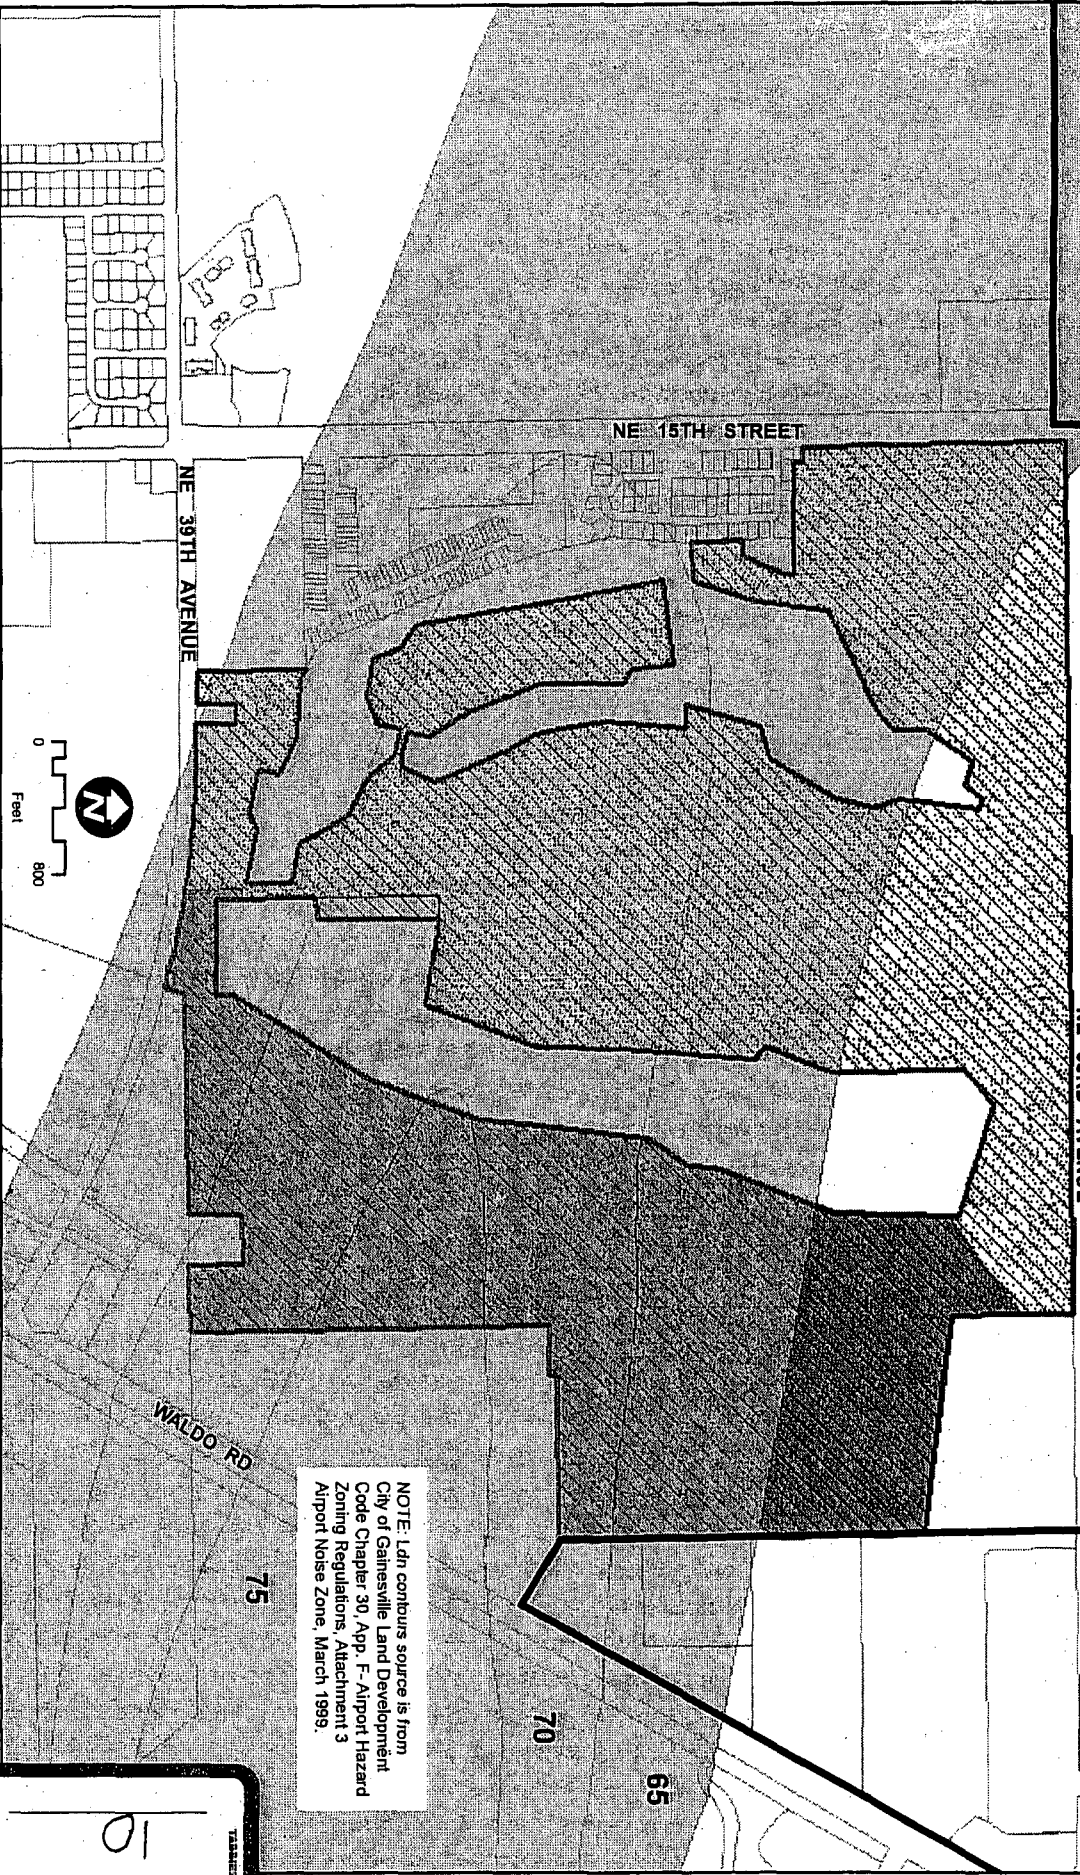 NE 15TH STREET
NE 39TH AVENUE
N
0 800
Feet
WALDO RD
NOTE: Ldn contours source is from
City of Gainesville Land Development
Code Chapter 30, App. F- Airport Hazard
Zoning Regulations, Attachment 3
Airport Noise Zone, March 1999.
75
70
65
10